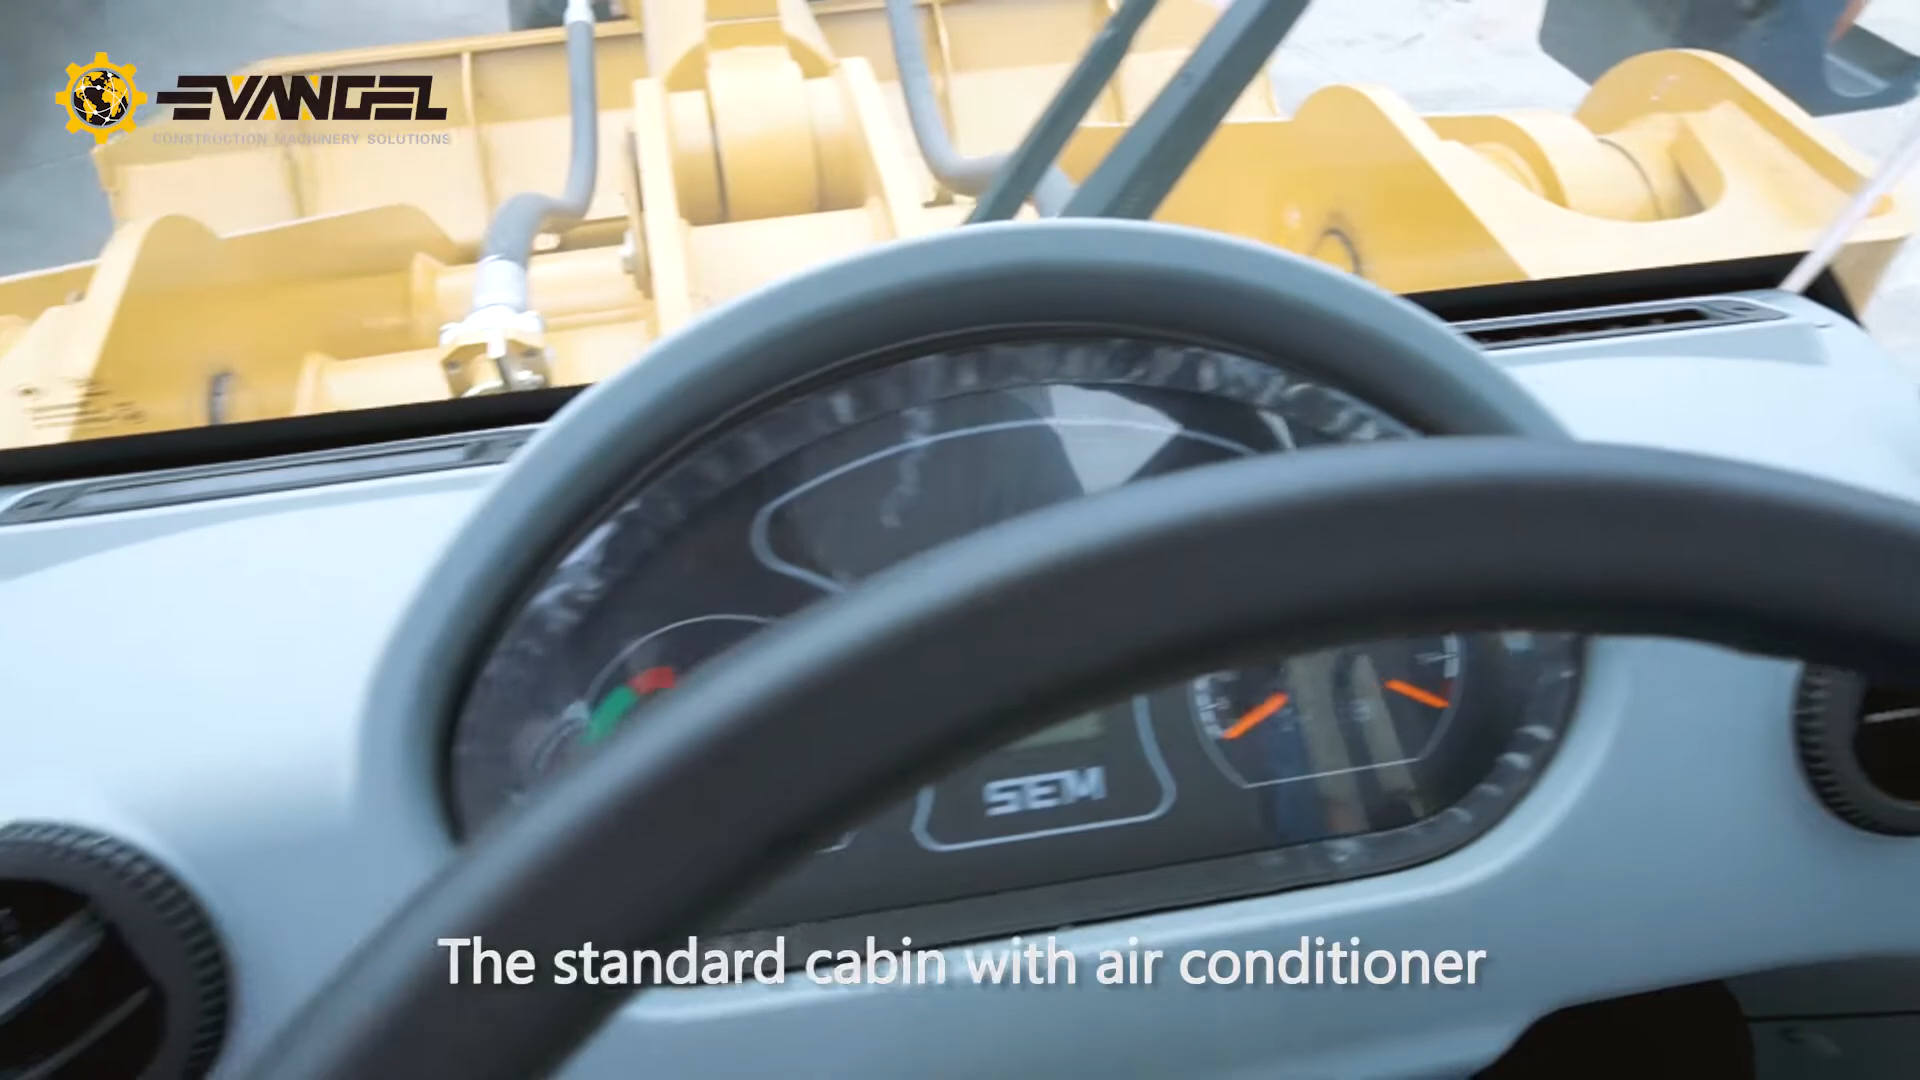 EVANGEL
CONSTRUCTION MACHINERY SOLUTIONS
SEM
The standard cabin with air conditioner